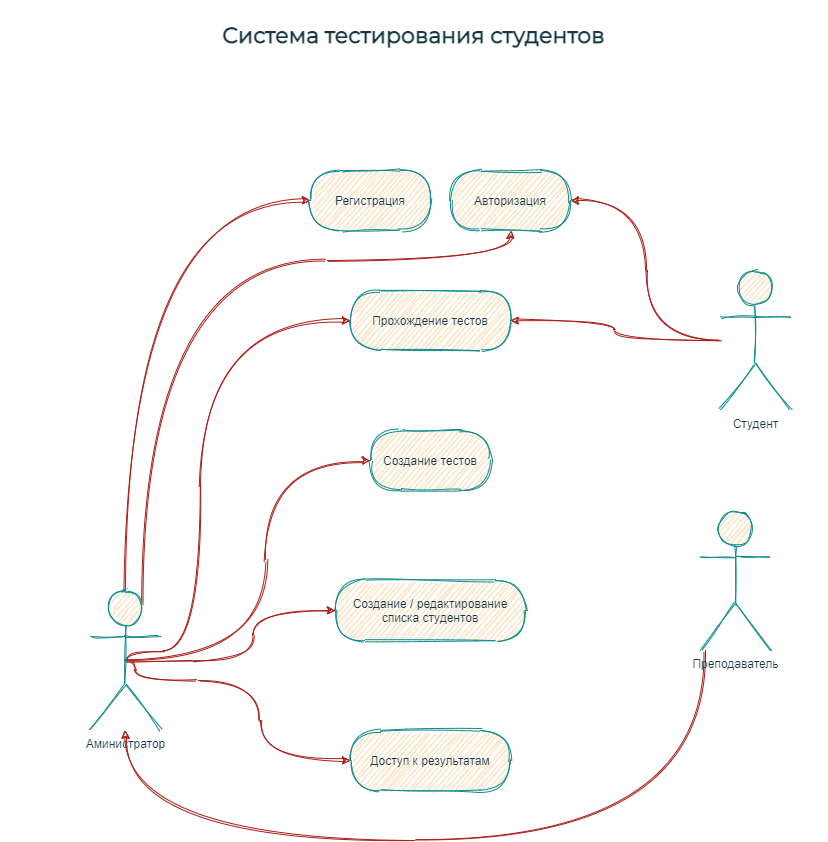 Система тестирования студентов
Регистрация
Авторизация
Прохождение тестов
Студент
Создание тестов
Создание / редактирование
списка студентов
Преподаватель
Аминистратор
Доступ к результатам